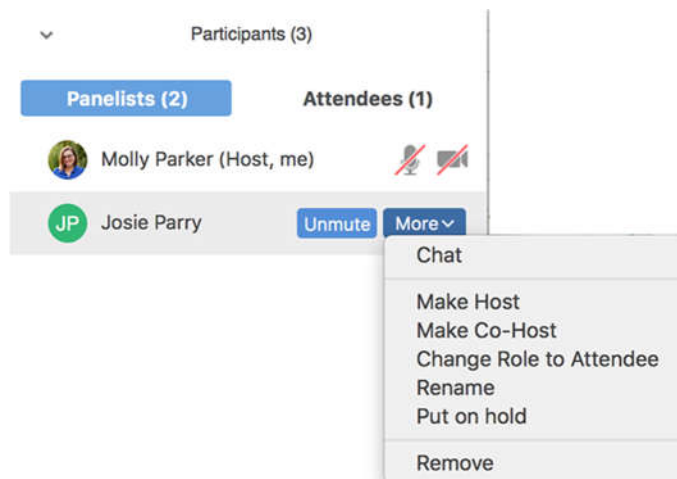 Participants (3)
Panelists (2) Attendees (1)
Molly Parker (Host, me)
JP Josie Parry Unmute More
Chat
Make Host
Make Co-Host
Change Role to Attendee
Rename
Put on hold
Remove